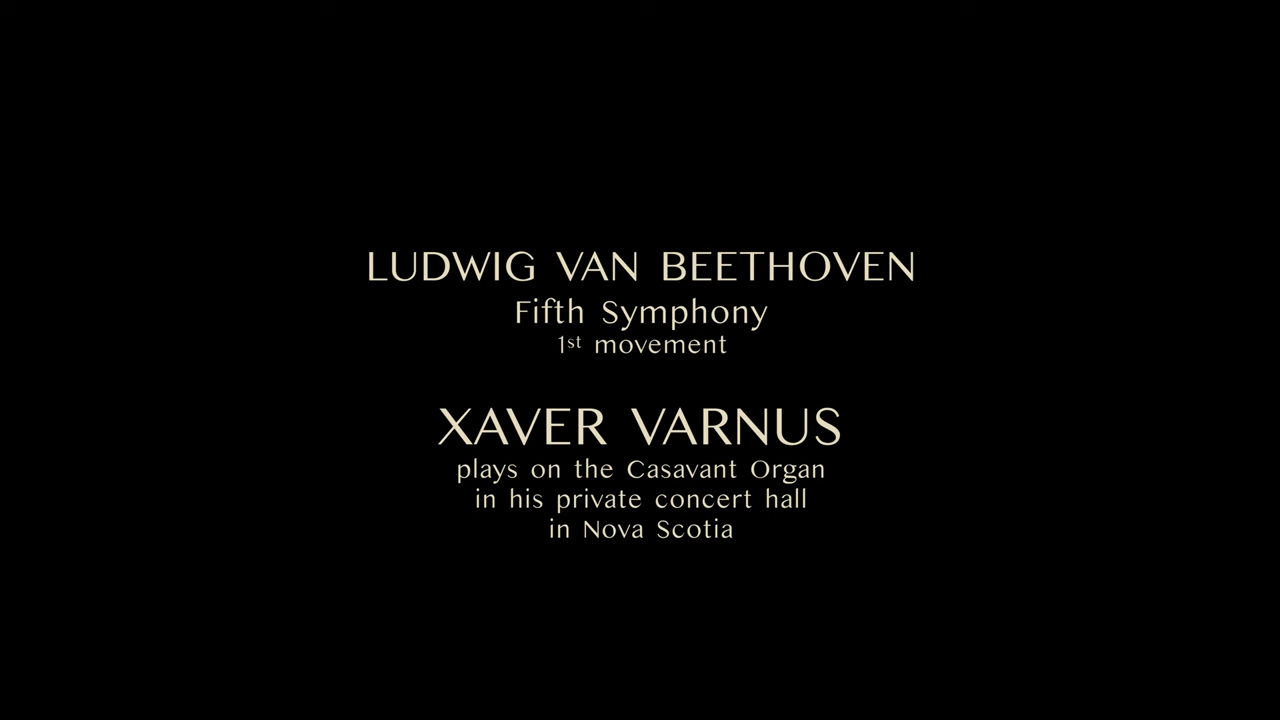 LUDWIG VAN BEETHOVEN
Fifth Symphony
1st movement
XAVER VARNUS
plays on the Casavant Organ
in his private concert hall
in Nova Scotia